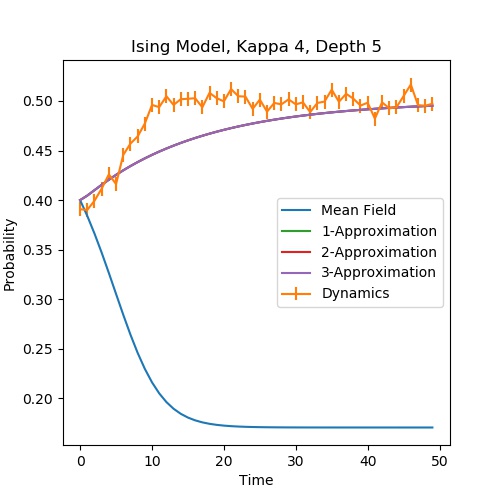 Ising Model, Kappa 4, Depth 5
Probability
0.50
0.45
0.40
0.35
0.30
0.25
0.20
Mean Field
1-Approximation
2-Approximation
3-Approximation
Dynamics
0 10 20 30 40 50
Time